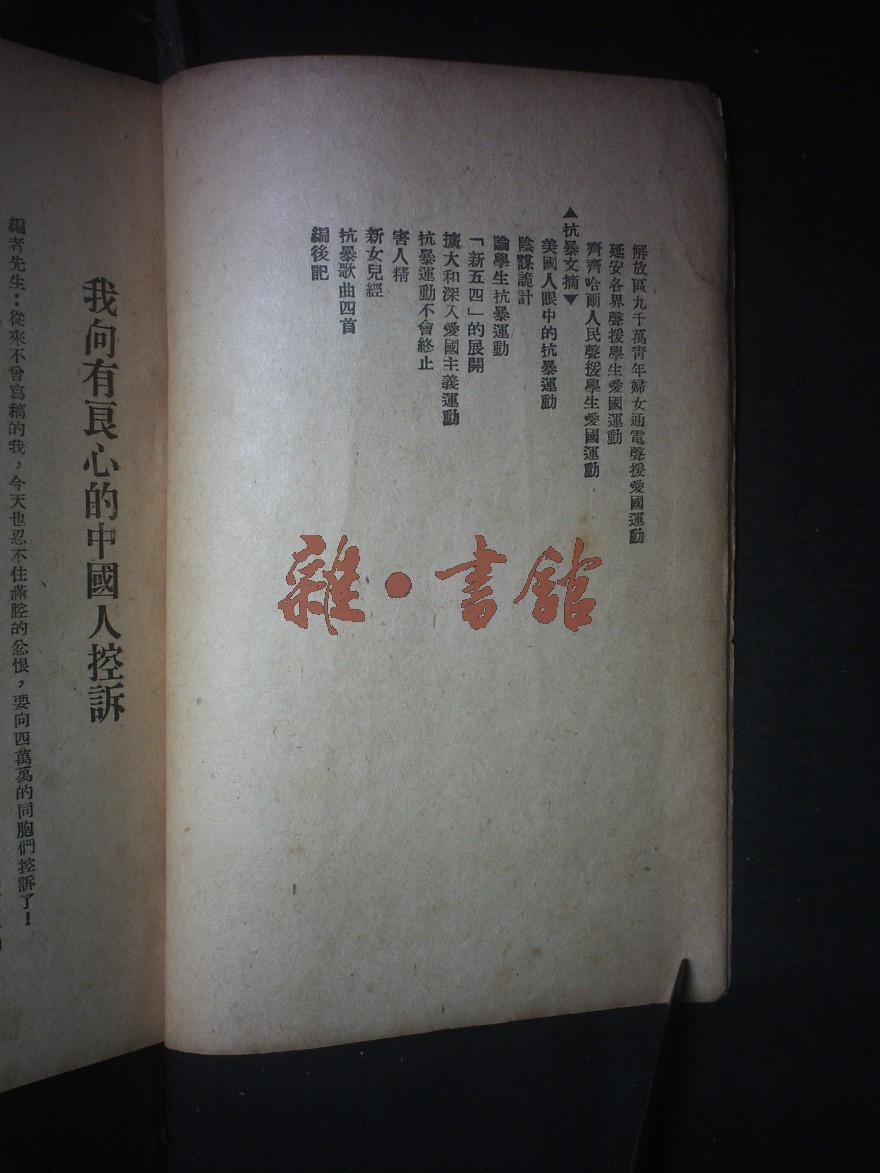 解放區九千萬靑年婦女通電聲援愛國運動
延安各界聲援學生愛國運動
齊齊哈爾人民聲援學生愛國運動
▲抗暴文摘▼
美國人眼中的抗暴運動
陰謀詭計
論學生抗暴運動
「新五四」的展開
擴大和深入愛國主義運動
抗暴運動不會終止
害人精
新女兒經
抗暴歌曲四首
編後記
雜·書館
我向有良心的中國人控訴
編者先生：從來不曾寫稿的我，今天也忍不住滿腔的忿恨，要向四萬萬的同胞們控訴了！